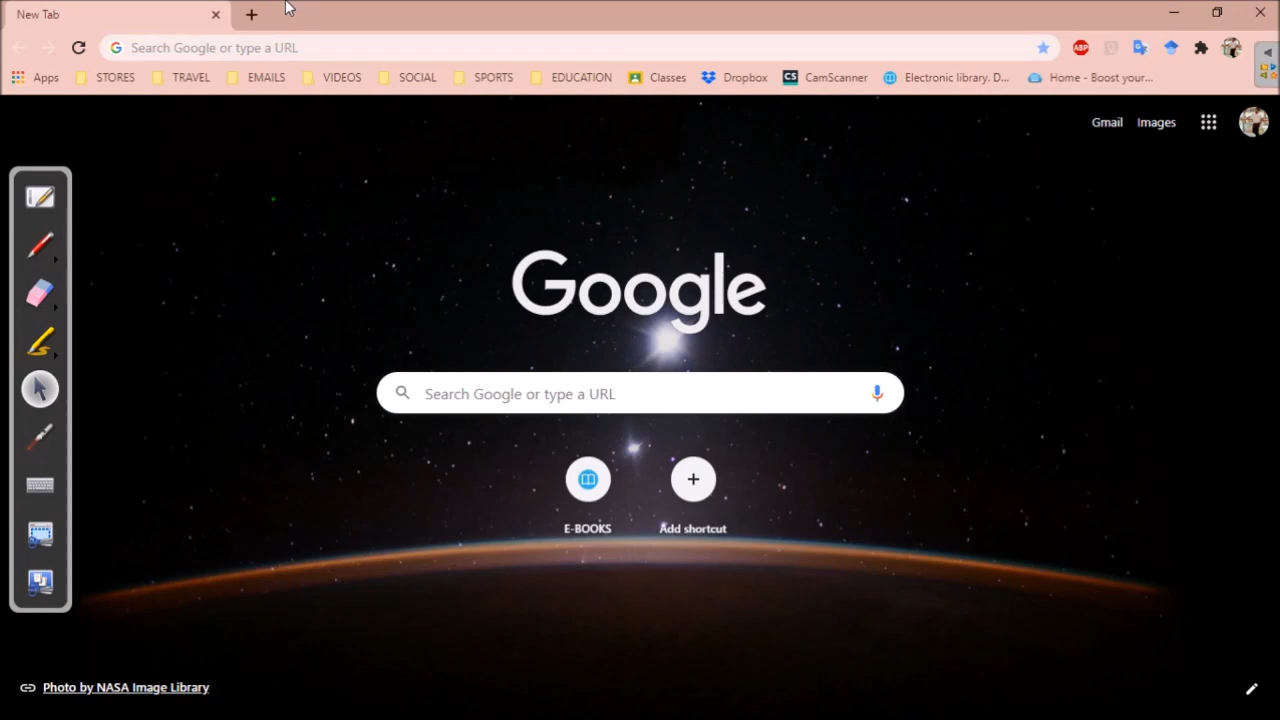 New Tab
Search Google or type a URL
ABP
Apps STORES TRAVEL EMAILS VIDEOS SOCIAL SPORTS EDUCATION Classes Dropbox CS CamScanner Electronic library. D... Home - Boost your...
Gmail Images
Google
Search Google or type a URL
E-BOOKS Add shortcut
Photo by NASA Image Library